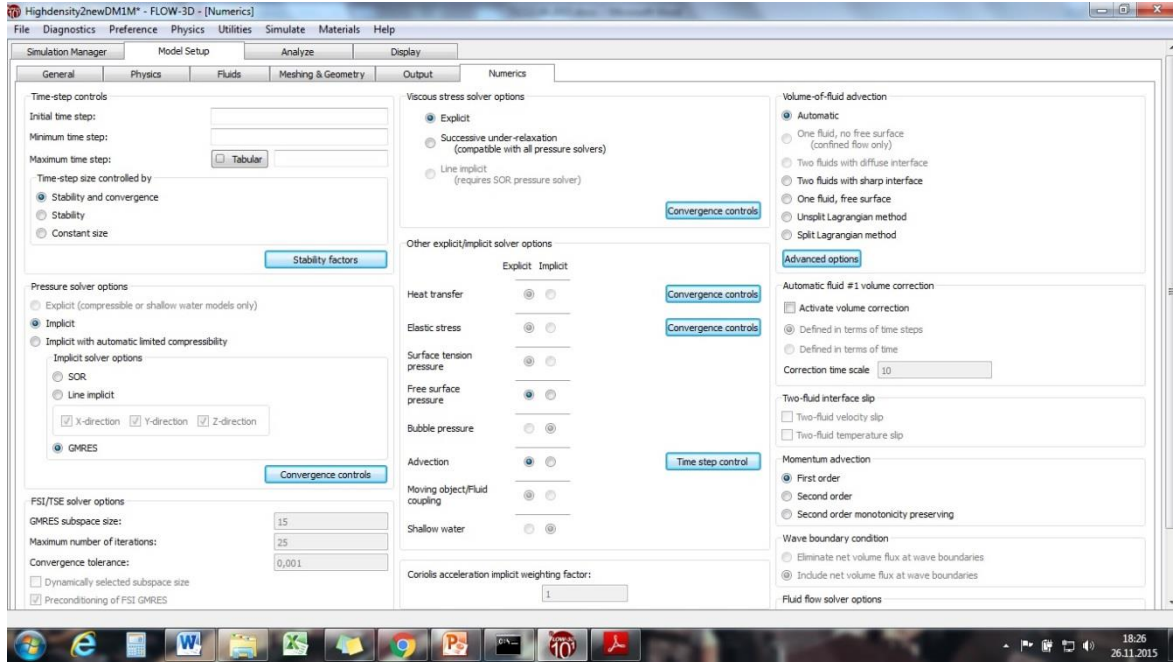 Highdensity2newDM1M* - FLOW-3D - [Numerics]
File Diagnostics Preference Physics Utilities Simulate Materials Help
Simulation Manager Model Setup Analyze Display
General Physics Fluids Meshing & Geometry Output Numerics
Time-step controls
Initial time step:
Minimum time step:
Maximum time step: Tabular
Time-step size controlled by
Stability and convergence
Stability
Constant size
Stability factors
Pressure solver options
Explicit (compressible or shallow water models only)
Implicit
Implicit with automatic limited compressibility
Implicit solver options
SOR
Line implicit
X-direction Y-direction Z-direction
GMRES
Convergence controls
FSI/TSE solver options
GMRES subspace size: 15
Maximum number of iterations: 25
Convergence tolerance: 0,001
Dynamically selected subspace size
Preconditioning of FSI GMRES
Viscous stress solver options
Explicit
Successive under-relaxation
(compatible with all pressure solvers)
Line implicit
(requires SOR pressure solver)
Convergence controls
Other explicit/implicit solver options
Explicit Implicit
Heat transfer Convergence controls
Elastic stress Convergence controls
Surface tension
pressure
Free surface
pressure
Bubble pressure
Advection Time step control
Moving object/Fluid
coupling
Shallow water
Coriolis acceleration implicit weighting factor:
1
Volume-of-fluid advection
Automatic
One fluid, no free surface
(confined flow only)
Two fluids with diffuse interface
Two fluids with sharp interface
One fluid, free surface
Unsplit Lagrangian method
Split Lagrangian method
Advanced options
Automatic fluid #1 volume correction
Activate volume correction
Defined in terms of time steps
Defined in terms of time
Correction time scale 10
Two-fluid interface slip
Two-fluid velocity slip
Two-fluid temperature slip
Momentum advection
First order
Second order
Second order monotonicity preserving
Wave boundary condition
Eliminate net volume flux at wave boundaries
Include net volume flux at wave boundaries
Fluid flow solver options
18:26
26.11.2015